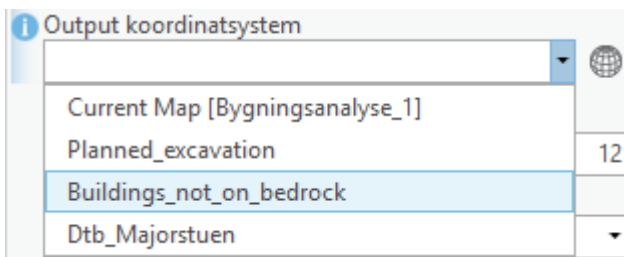 Output koordinatsystem
Current Map [Bygningsanalyse_1]
Planned_excavation
12
Buildings_not_on_bedrock
Dtb_Majorstuen